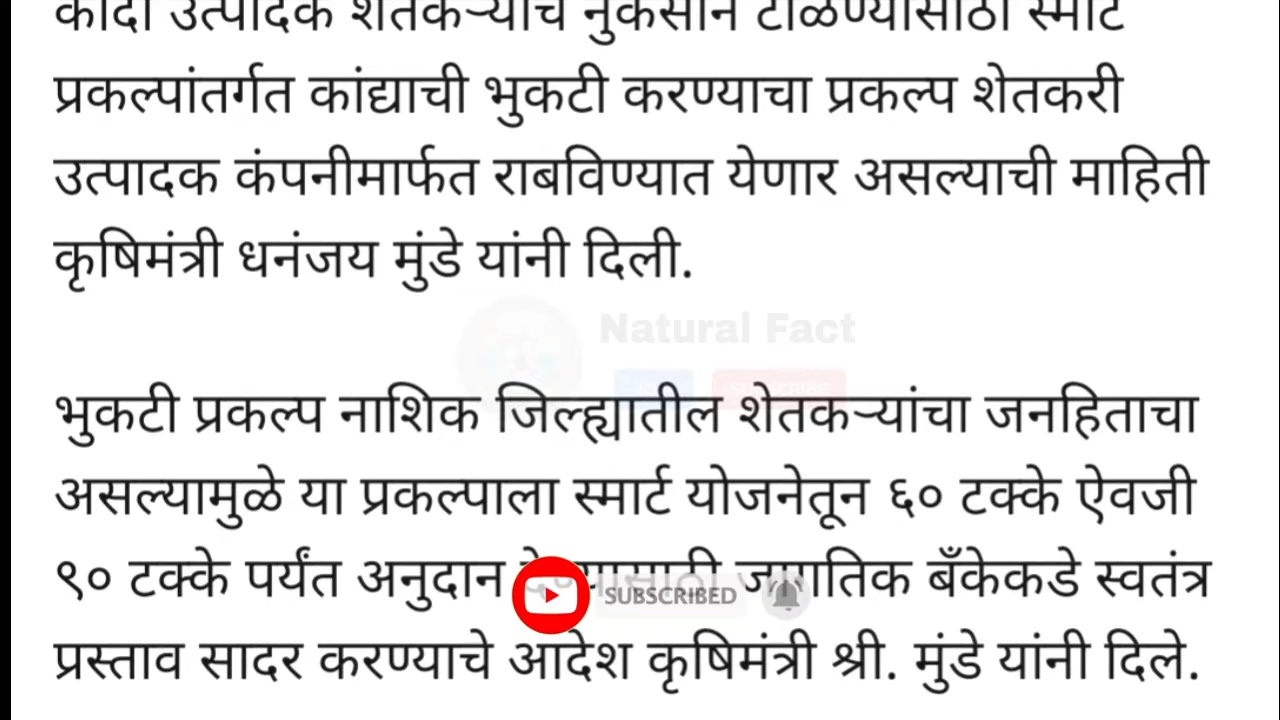 कांदा उत्पादक शेतकऱ्यांचे नुकसान टाळण्यासाठी स्मार्ट
प्रकल्पांतर्गत कांद्याची भुकटी करण्याचा प्रकल्प शेतकरी
उत्पादक कंपनीमार्फत राबविण्यात येणार असल्याची माहिती
कृषिमंत्री धनंजय मुंडे यांनी दिली.
Natural Fact
SUBSCRIBE
भुकटी प्रकल्प नाशिक जिल्ह्यातील शेतकऱ्यांचा जनहिताचा
असल्यामुळे या प्रकल्पाला स्मार्ट योजनेतून ६० टक्के ऐवजी
९० टक्के पर्यंत अनुदान देण्यासाठी जागतिक बँकेकडे स्वतंत्र
SUBSCRIBED
प्रस्ताव सादर करण्याचे आदेश कृषिमंत्री श्री. मुंडे यांनी दिले.